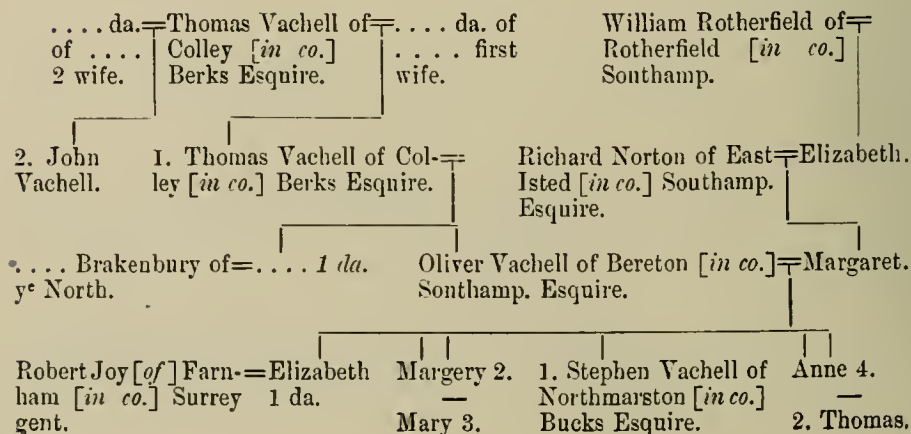 . . . . da. Thomas Vachell of . . . . da. of William Rotherfield of
of . . . . Colley [in co.] . . . . first Rotherfield [in co.]
2 wife. Berks Esquire. wife. Southamp.
2. John I. Thomas Vachell of Col- Richard Norton of East Elizabeth.
Vachell. ley [in co.] Berks Esquire. Isted [in co.] Southamp.
Esquire.
. . . . Brakenbury of=. . . . 1 da. Oliver Vachell of Bereton [in co.] Margaret.
yᵉ North. Southamp. Esquire.
Robert Joy [of] Farn-=Elizabeth Margery 2. 1. Stephen Vachell of Anne 4.
ham [in co.] Surrey 1 da. — Northmarston [in co.] —
gent. Mary 3. Bucks Esquire. 2. Thomas.